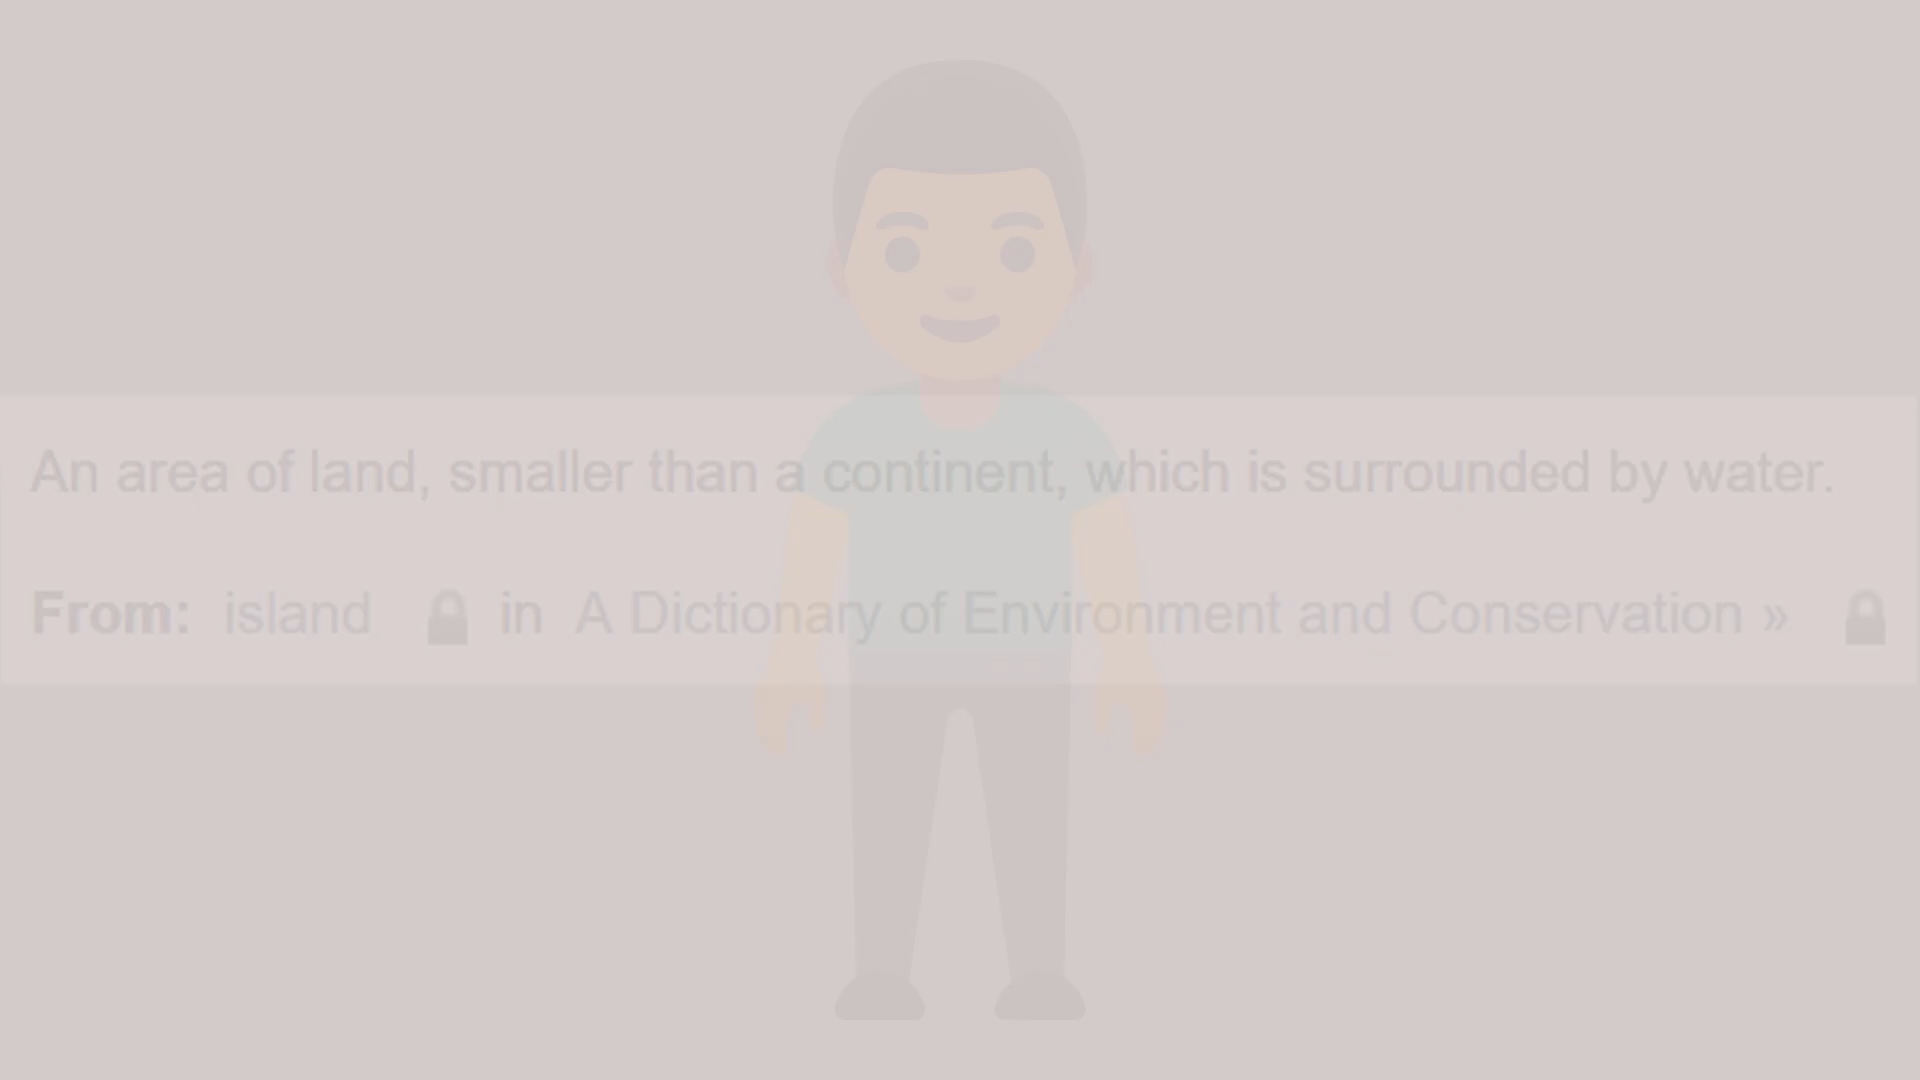 An area of land, smaller than a continent, which is surrounded by water.
From: island in A Dictionary of Environment and Conservation »